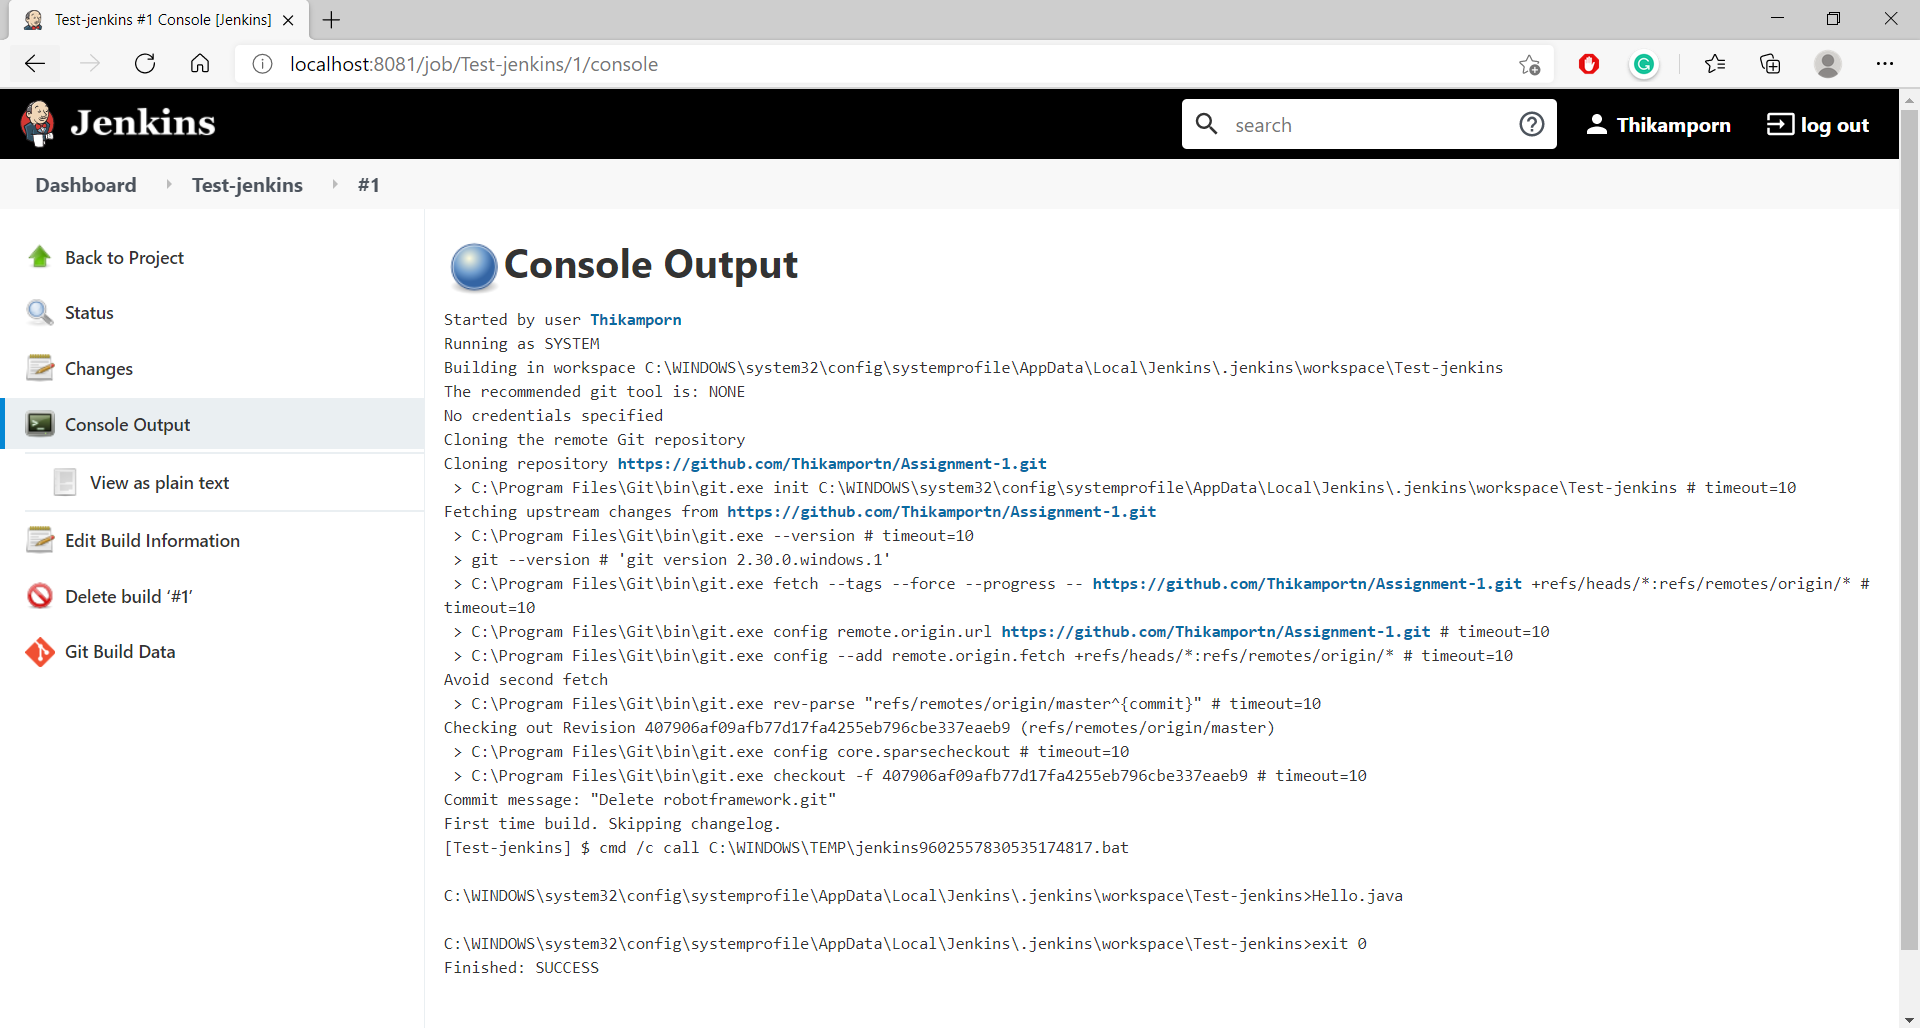 Test-jenkins #1 Console [Jenkins]
localhost:8081/job/Test-jenkins/1/console
Jenkins
search
Thikamporn
log out
Dashboard
Test-jenkins
#1
Back to Project
Status
Changes
Console Output
View as plain text
Edit Build Information
Delete build ‘#1’
Git Build Data
Console Output
Started by user Thikamporn
Running as SYSTEM
Building in workspace C:\WINDOWS\system32\config\systemprofile\AppData\Local\Jenkins\.jenkins\workspace\Test-jenkins
The recommended git tool is: NONE
No credentials specified
Cloning the remote Git repository
Cloning repository https://github.com/Thikamportn/Assignment-1.git
> C:\Program Files\Git\bin\git.exe init C:\WINDOWS\system32\config\systemprofile\AppData\Local\Jenkins\.jenkins\workspace\Test-jenkins # timeout=10
Fetching upstream changes from https://github.com/Thikamportn/Assignment-1.git
> C:\Program Files\Git\bin\git.exe --version # timeout=10
> git --version # 'git version 2.30.0.windows.1'
> C:\Program Files\Git\bin\git.exe fetch --tags --force --progress -- https://github.com/Thikamportn/Assignment-1.git +refs/heads/*:refs/remotes/origin/* #
timeout=10
> C:\Program Files\Git\bin\git.exe config remote.origin.url https://github.com/Thikamportn/Assignment-1.git # timeout=10
> C:\Program Files\Git\bin\git.exe config --add remote.origin.fetch +refs/heads/*:refs/remotes/origin/* # timeout=10
Avoid second fetch
> C:\Program Files\Git\bin\git.exe rev-parse "refs/remotes/origin/master^{commit}" # timeout=10
Checking out Revision 407906af09afb77d17fa4255eb796cbe337eaeb9 (refs/remotes/origin/master)
> C:\Program Files\Git\bin\git.exe config core.sparsecheckout # timeout=10
> C:\Program Files\Git\bin\git.exe checkout -f 407906af09afb77d17fa4255eb796cbe337eaeb9 # timeout=10
Commit message: "Delete robotframework.git"
First time build. Skipping changelog.
[Test-jenkins] $ cmd /c call C:\WINDOWS\TEMP\jenkins9602557830535174817.bat
C:\WINDOWS\system32\config\systemprofile\AppData\Local\Jenkins\.jenkins\workspace\Test-jenkins>Hello.java
C:\WINDOWS\system32\config\systemprofile\AppData\Local\Jenkins\.jenkins\workspace\Test-jenkins>exit 0
Finished: SUCCESS